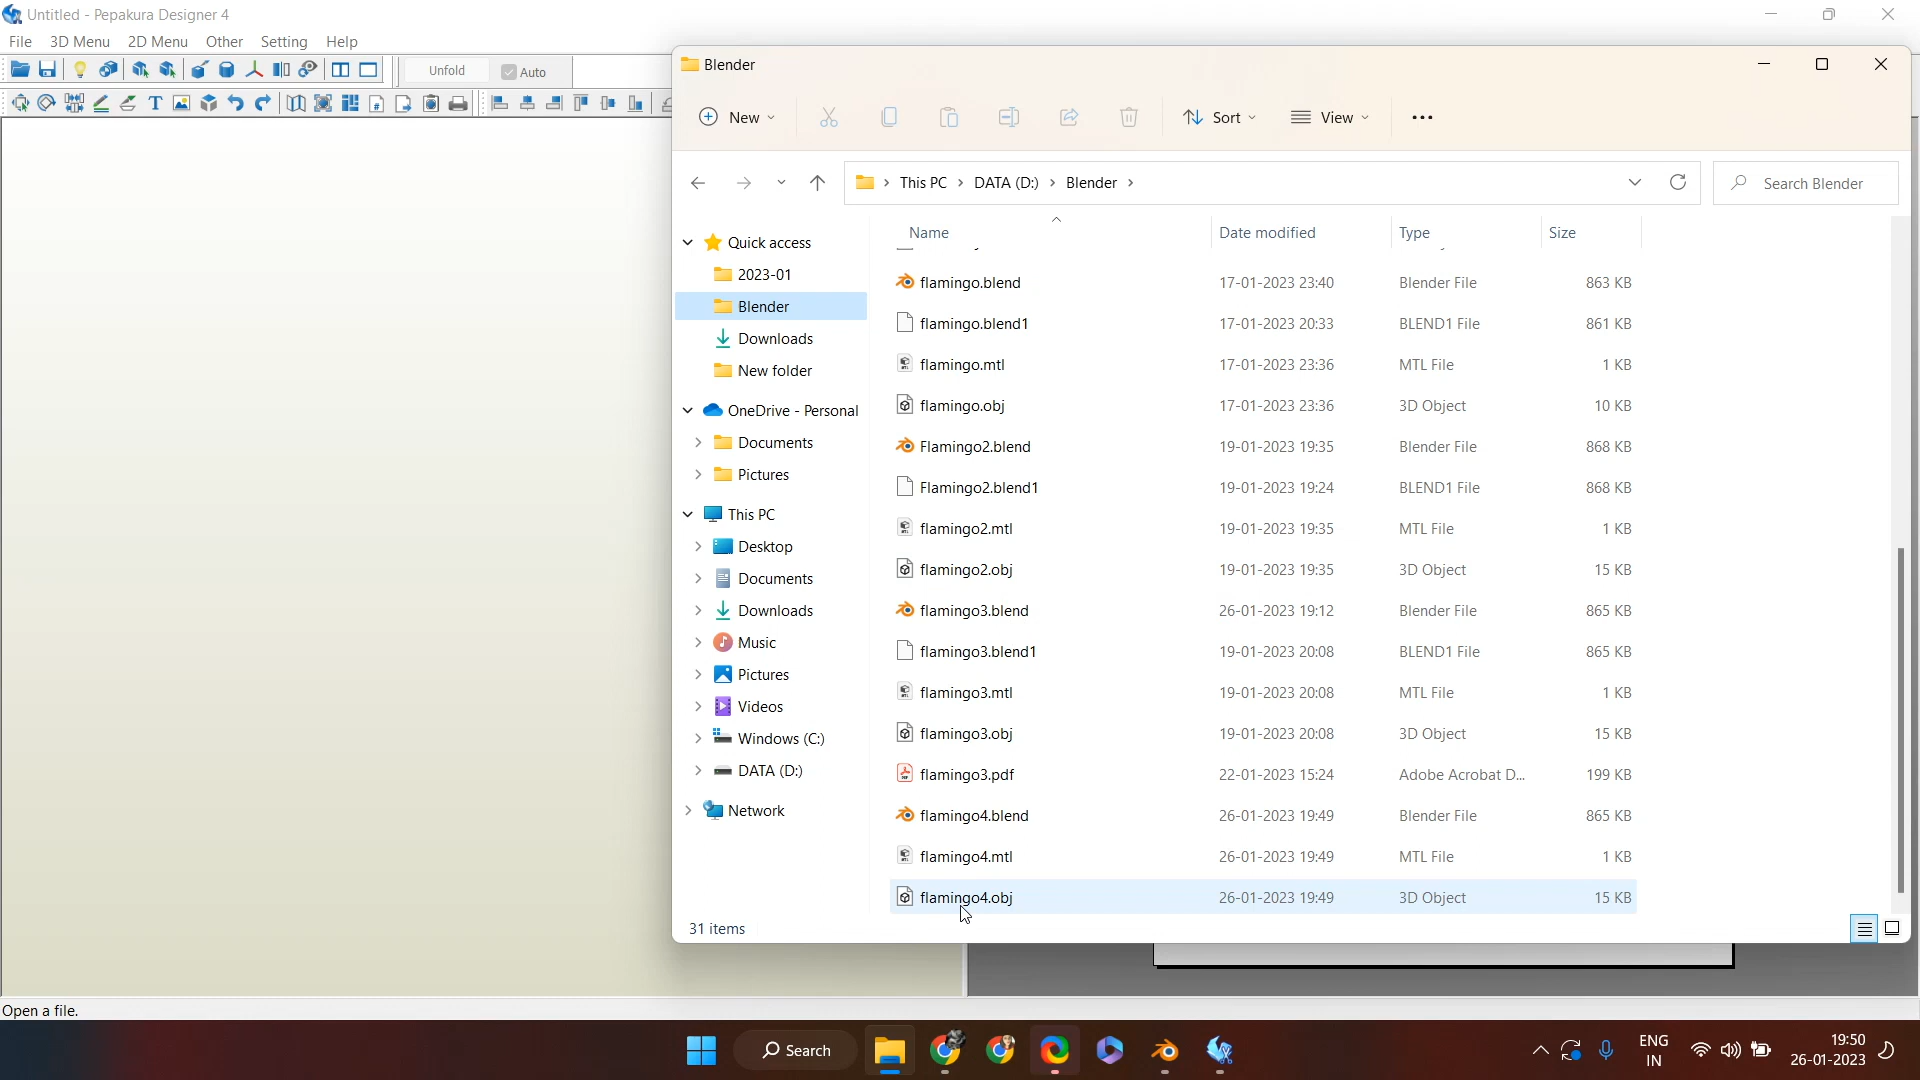 Untitled - Pepakura Designer 4
File 3D Menu 2D Menu Other Setting Help
Unfold Auto
Blender
New Sort View
This PC DATA (D:) Blender Search Blender
Name Date modified Type Size
Quick access
2023-01
Blender
Downloads
New folder
OneDrive - Personal
Documents
Pictures
This PC
Desktop
Documents
Downloads
Music
Pictures
Videos
Windows (C:)
DATA (D:)
Network
flamingo.blend 17-01-2023 23:40 Blender File 863 KB
flamingo.blend1 17-01-2023 20:33 BLEND1 File 861 KB
flamingo.mtl 17-01-2023 23:36 MTL File 1 KB
flamingo.obj 17-01-2023 23:36 3D Object 10 KB
Flamingo2.blend 19-01-2023 19:35 Blender File 868 KB
Flamingo2.blend1 19-01-2023 19:24 BLEND1 File 868 KB
flamingo2.mtl 19-01-2023 19:35 MTL File 1 KB
flamingo2.obj 19-01-2023 19:35 3D Object 15 KB
flamingo3.blend 26-01-2023 19:12 Blender File 865 KB
flamingo3.blend1 19-01-2023 20:08 BLEND1 File 865 KB
flamingo3.mtl 19-01-2023 20:08 MTL File 1 KB
flamingo3.obj 19-01-2023 20:08 3D Object 15 KB
flamingo3.pdf 22-01-2023 15:24 Adobe Acrobat D... 199 KB
flamingo4.blend 26-01-2023 19:49 Blender File 865 KB
flamingo4.mtl 26-01-2023 19:49 MTL File 1 KB
flamingo4.obj 26-01-2023 19:49 3D Object 15 KB
31 items
Open a file.
Search
ENG
IN
19:50
26-01-2023